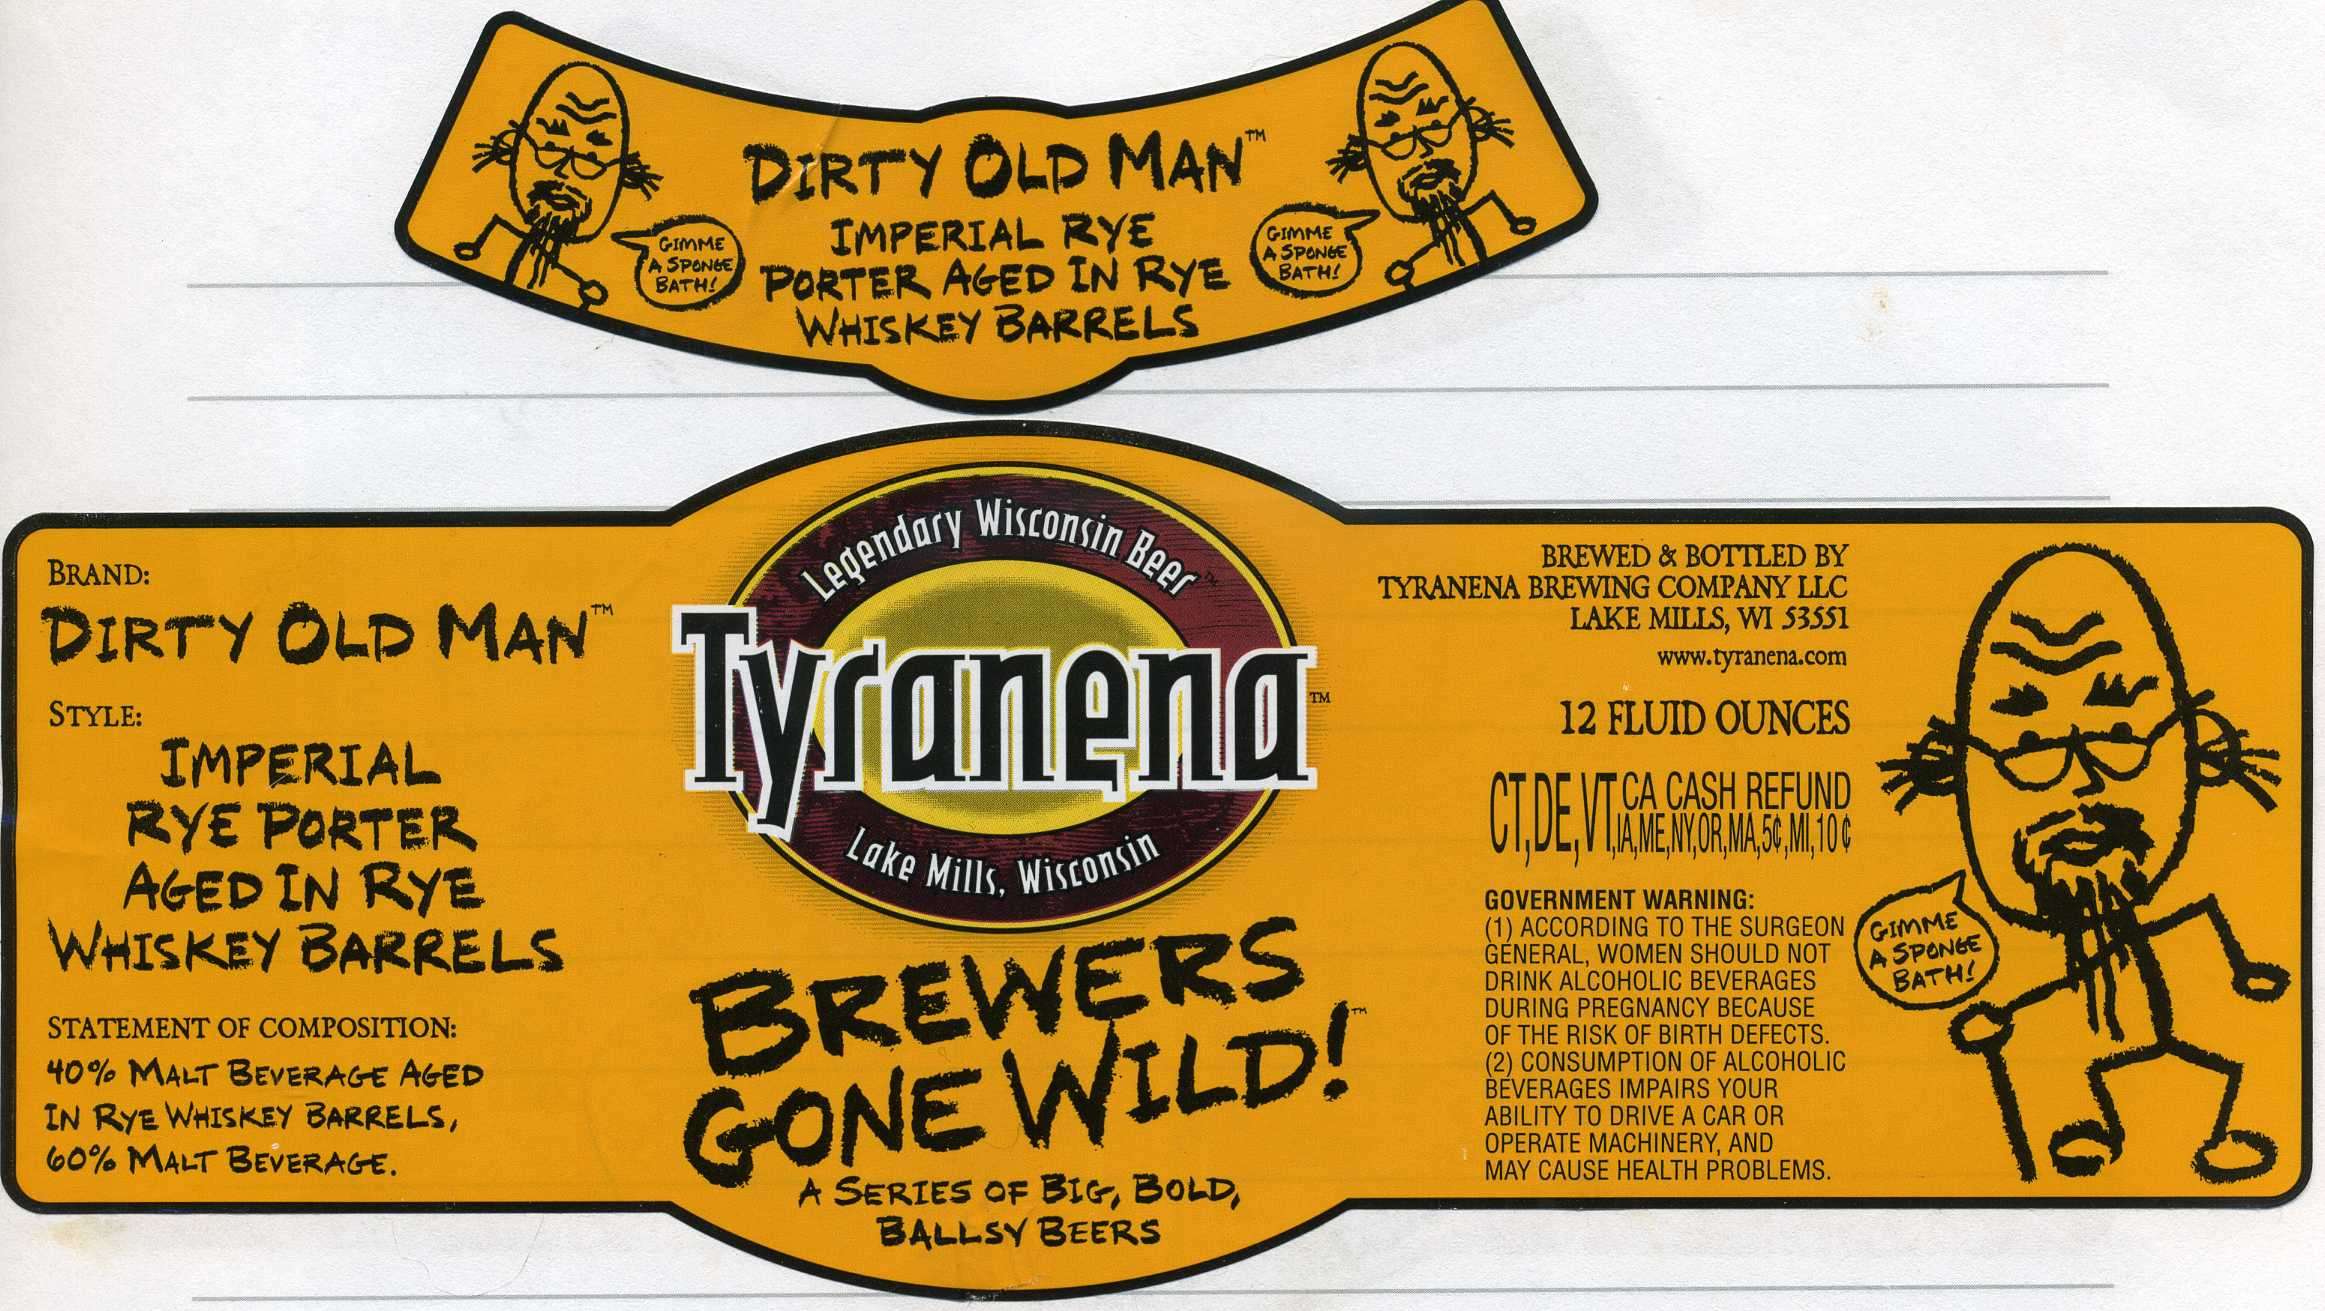 DIRTY OLD MAN™
IMPERIAL RYE
PORTER AGED IN RYE
WHISKEY BARRELS
GIMME
A SPONGE
BATH!
GIMME
A SPONGE
BATH!
BRAND:
DIRTY OLD MAN™
STYLE:
IMPERIAL
RYE PORTER
AGED IN RYE
WHISKEY BARRELS
STATEMENT OF COMPOSITION:
40% MALT BEVERAGE AGED
IN RYE WHISKEY BARRELS,
60% MALT BEVERAGE.
Legendary Wisconsin Beer™
Tyranena™
Lake Mills, Wisconsin
BREWERS
GONE WILD!™
A SERIES OF BIG, BOLD,
BALLSY BEERS
BREWED & BOTTLED BY
TYRANENA BREWING COMPANY LLC
LAKE MILLS, WI 53551
www.tyranena.com
12 FLUID OUNCES
CT,DE,VT CA CASH REFUND
,IA,ME,NY,OR,MA,5¢,MI,10¢
GOVERNMENT WARNING:
(1) ACCORDING TO THE SURGEON
GENERAL, WOMEN SHOULD NOT
DRINK ALCOHOLIC BEVERAGES
DURING PREGNANCY BECAUSE
OF THE RISK OF BIRTH DEFECTS.
(2) CONSUMPTION OF ALCOHOLIC
BEVERAGES IMPAIRS YOUR
ABILITY TO DRIVE A CAR OR
OPERATE MACHINERY, AND
MAY CAUSE HEALTH PROBLEMS.
GIMME
A SPONGE
BATH!